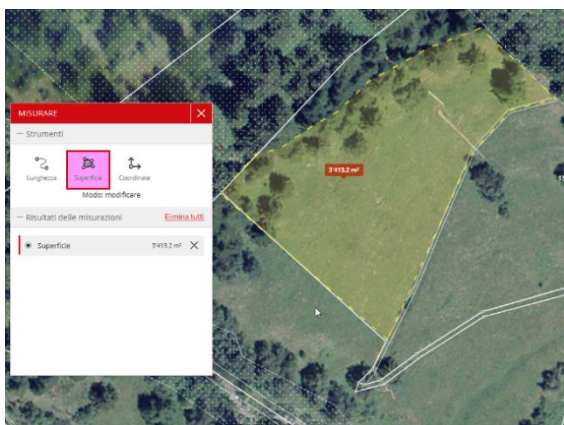 MISURARE
Strumenti
Lunghezza
Superficie
Coordinate
Modo: modificare
Risultati delle misurazioni
Elimina tutti
Superficie
3'413.2 m²
3'413.2 m²